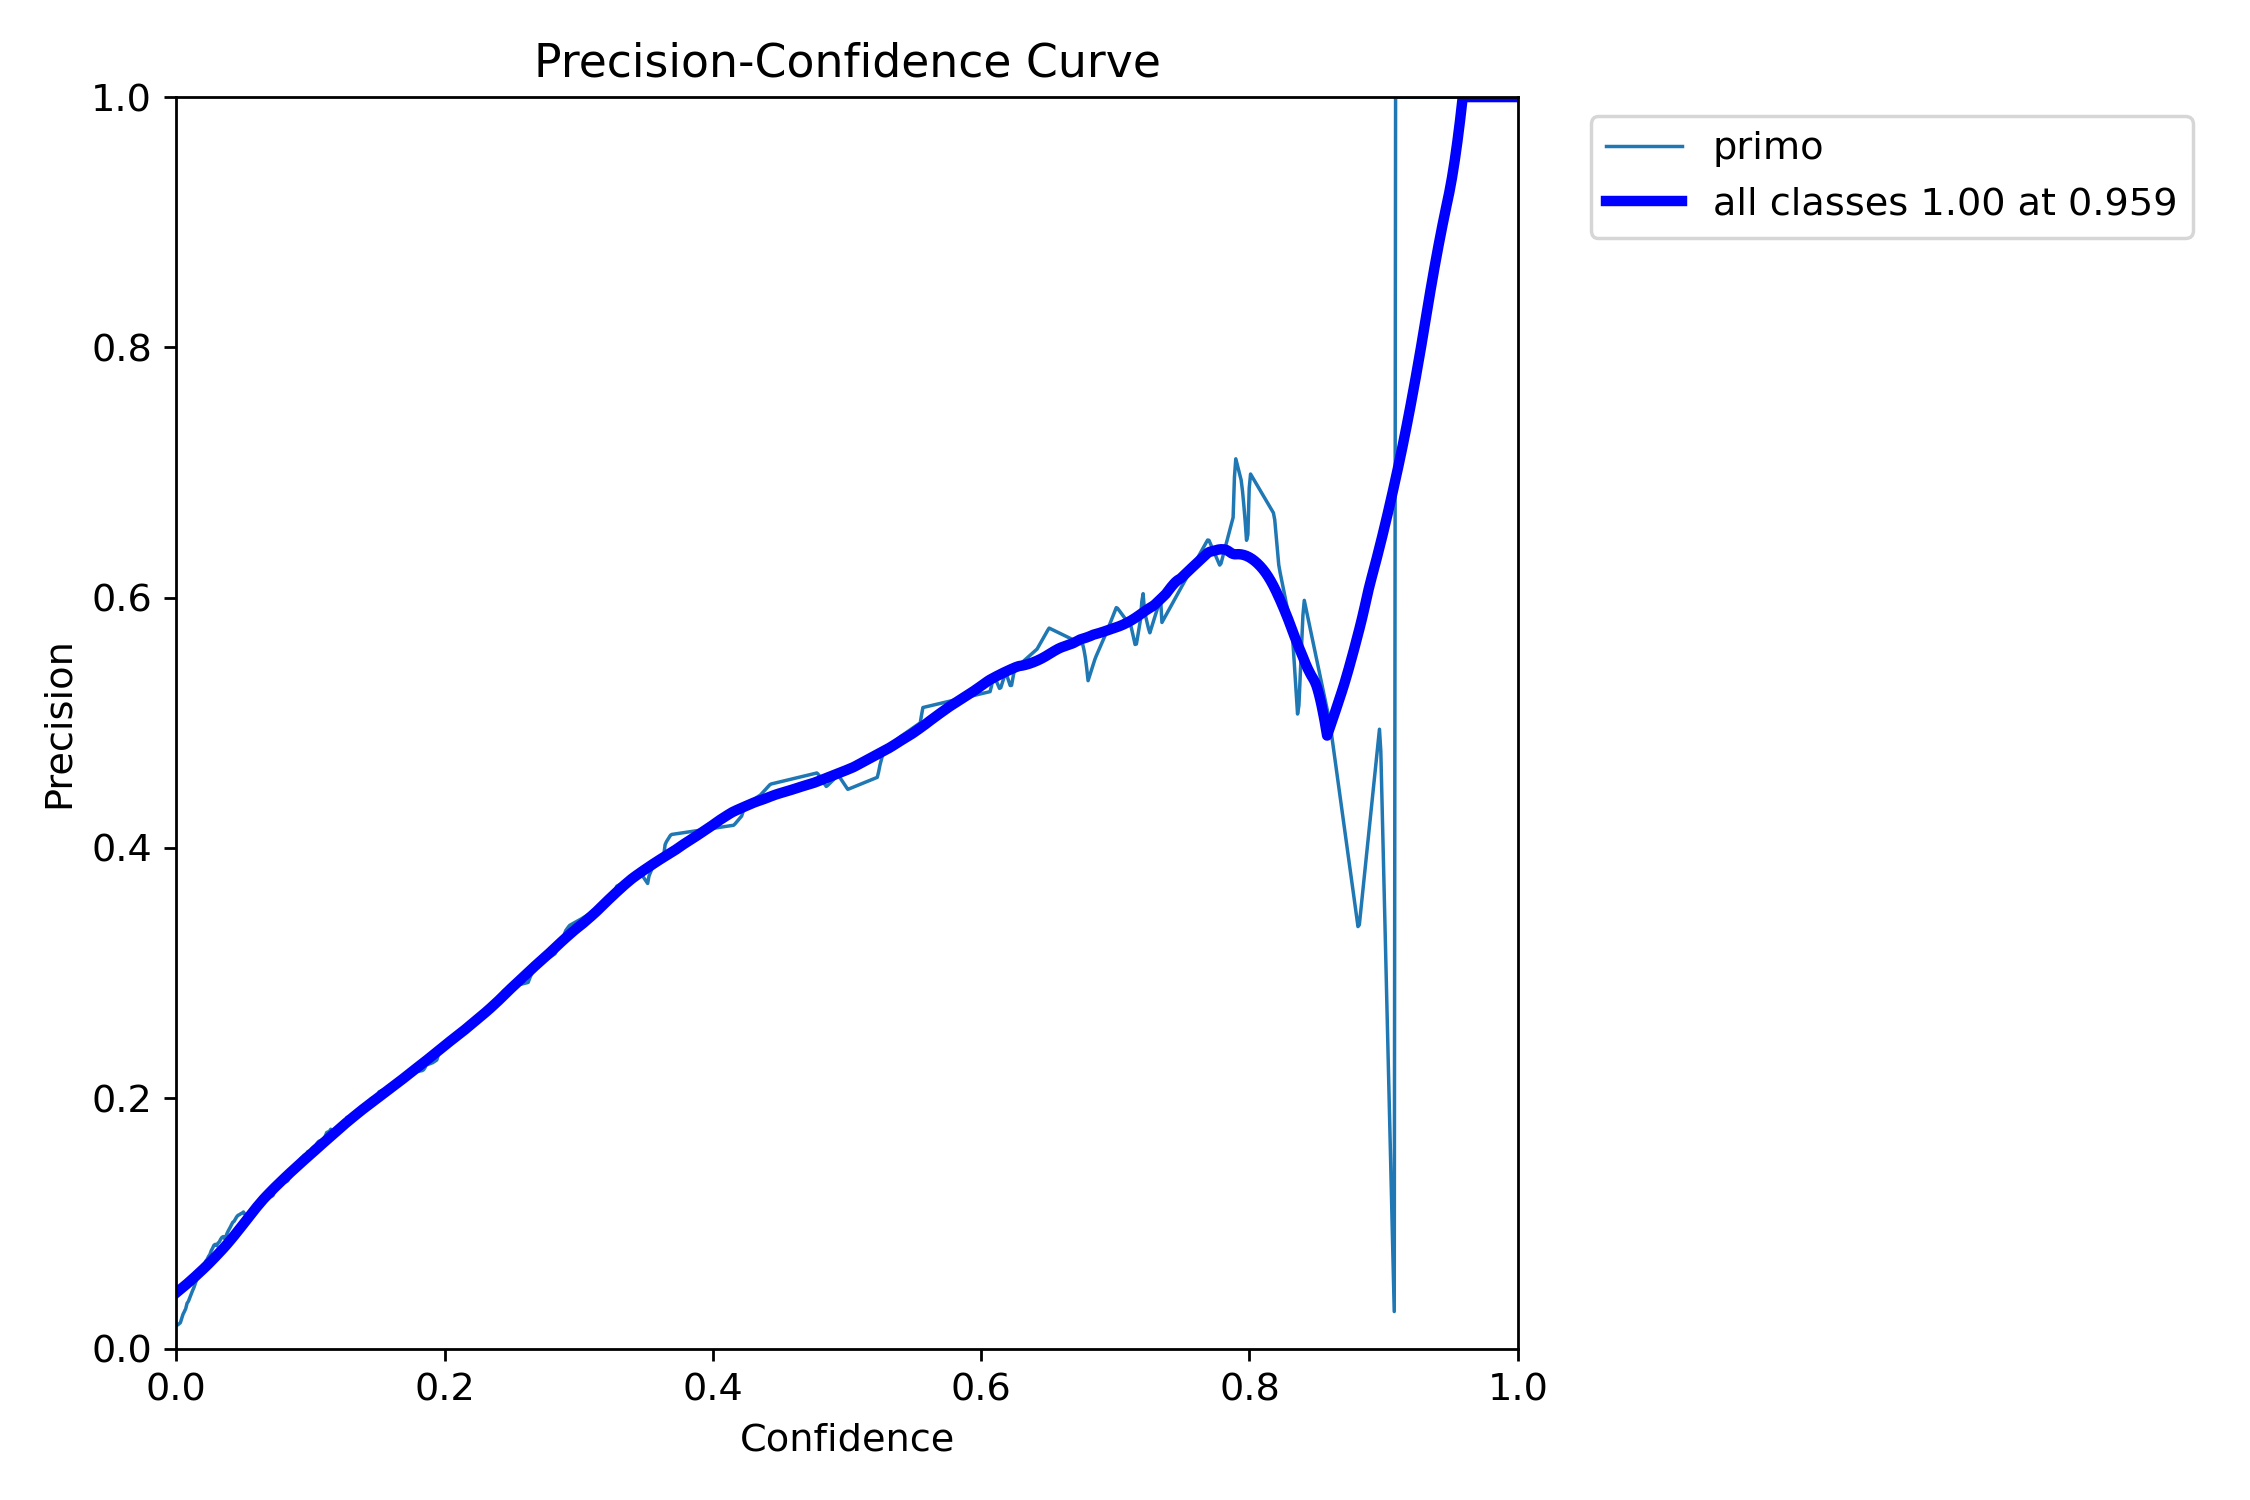 Precision-Confidence Curve
1.0
0.8
0.6
0.4
0.2
0.0
Precision
0.0 0.2 0.4 0.6 0.8 1.0
Confidence
primo
all classes 1.00 at 0.959